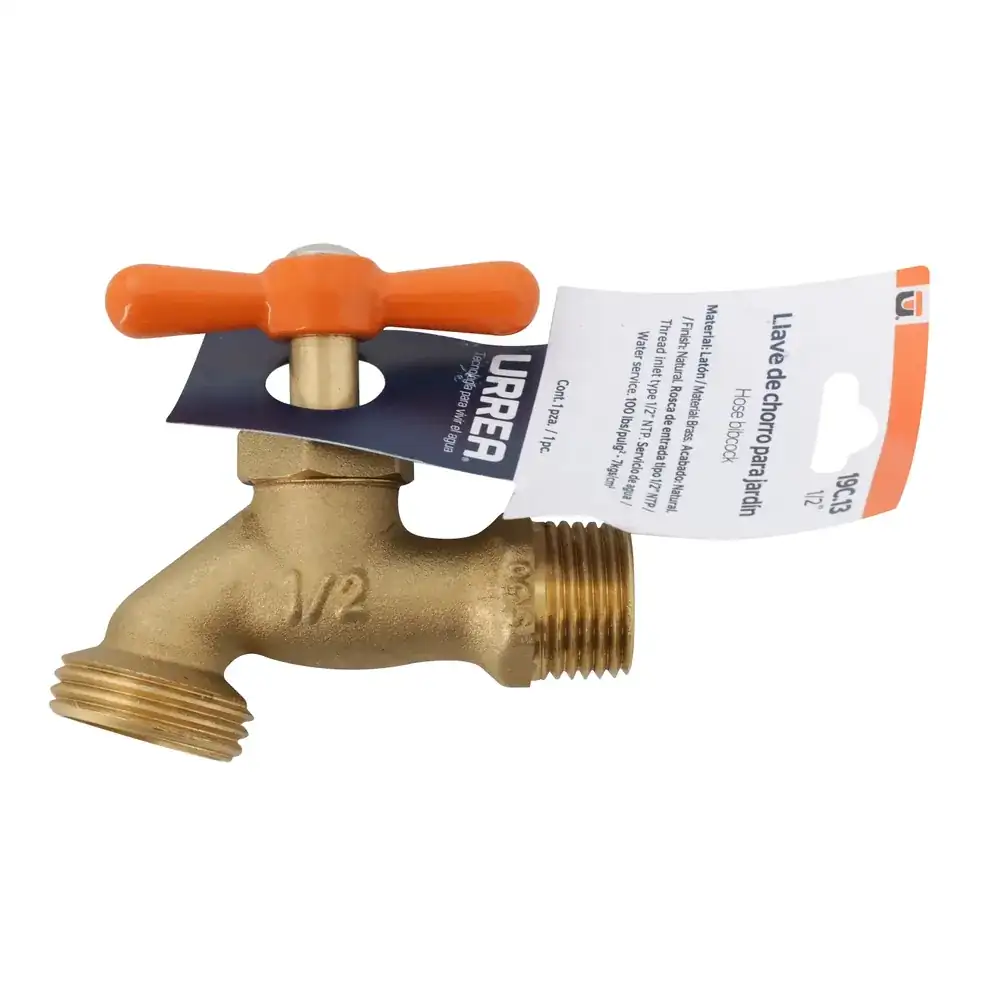 19C.13
1/2"
Llave de chorro para jardín
Hose bibcock
Material: Latón / Material: Brass. Acabado: Natural,
/ Finish: Natural. Rosca de entrada tipo 1/2" NTP /
Thread inlet type 1/2" NTP. Servicio de agua /
Water service. 100 lbs/pulg² - 7kgs/cm²
Cont. 1 pza. / 1 pc.
URREA®
Tecnología para vivir el agua
1/2